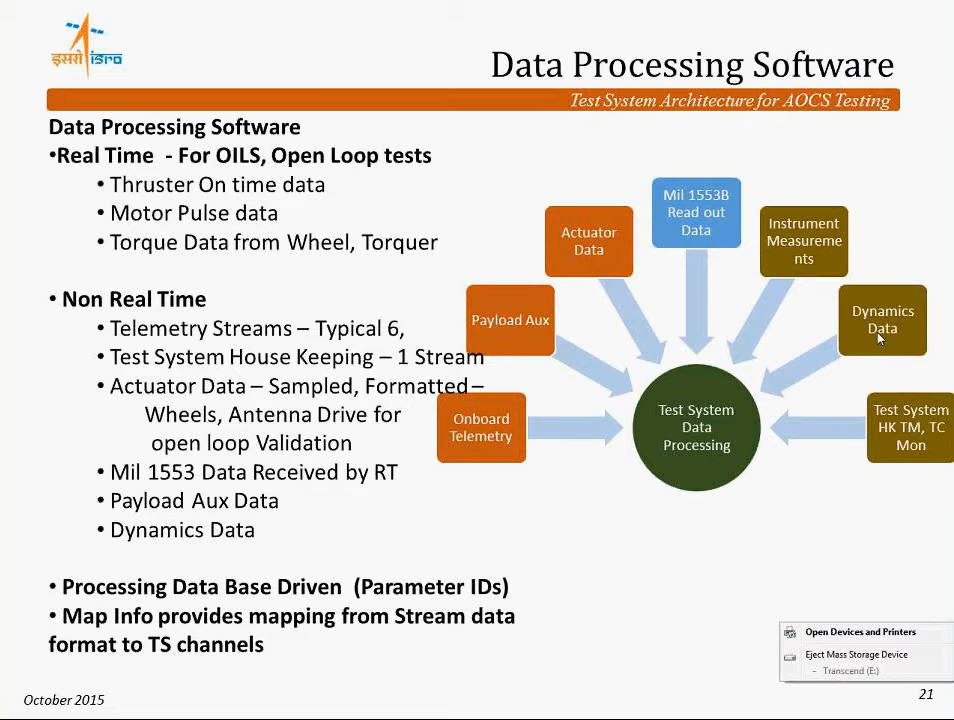 इसरो isro
Data Processing Software
Test System Architecture for AOCS Testing
Data Processing Software
•Real Time - For OILS, Open Loop tests
• Thruster On time data
• Motor Pulse data
• Torque Data from Wheel, Torquer
• Non Real Time
• Telemetry Streams – Typical 6,
• Test System House Keeping – 1 Stream
• Actuator Data – Sampled, Formatted –
Wheels, Antenna Drive for
open loop Validation
• Mil 1553 Data Received by RT
• Payload Aux Data
• Dynamics Data
• Processing Data Base Driven (Parameter IDs)
• Map Info provides mapping from Stream data
format to TS channels
Onboard
Telemetry
Payload Aux
Actuator
Data
Mil 1553B
Read out
Data
Instrument
Measureme
nts
Dynamics
Data
Test System
HK TM, TC
Mon
Test System
Data
Processing
Open Devices and Printers
Eject Mass Storage Device
- Transcend (E:)
October 2015
21